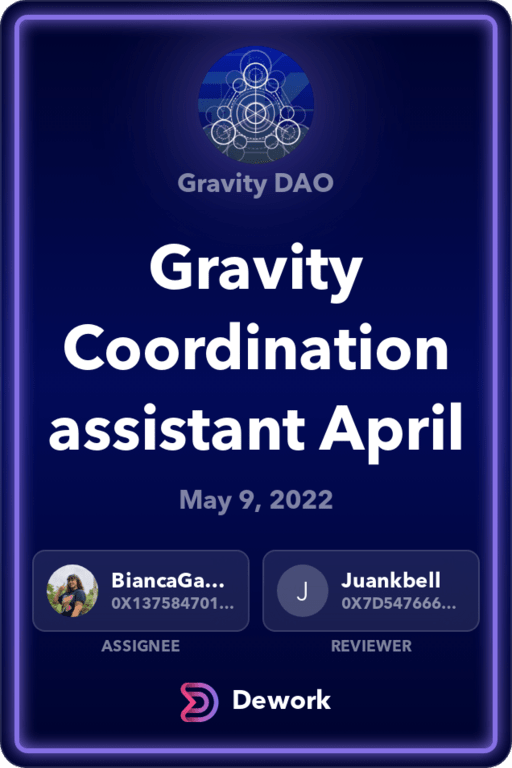 Gravity DAO
Gravity
Coordination
assistant April
May 9, 2022
BiancaGa...
0X137584701...
ASSIGNEE
J
Juankbell
0X7D547666...
REVIEWER
Dework